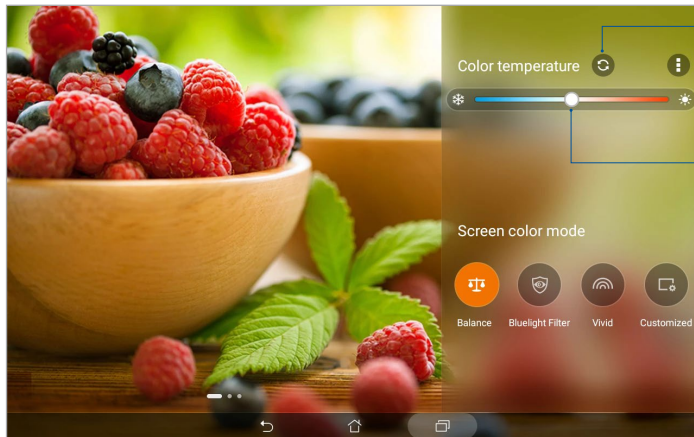 Color temperature
Screen color mode
Balance
Bluelight Filter
Vivid
Customized